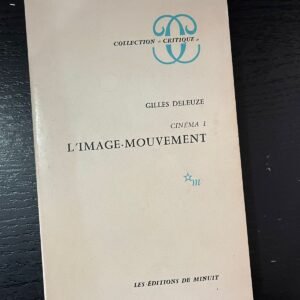 COLLECTION « CRITIQUE »
GILLES DELEUZE
CINÉMA 1
L'IMAGE-MOUVEMENT
m
LES ÉDITIONS DE MINUIT